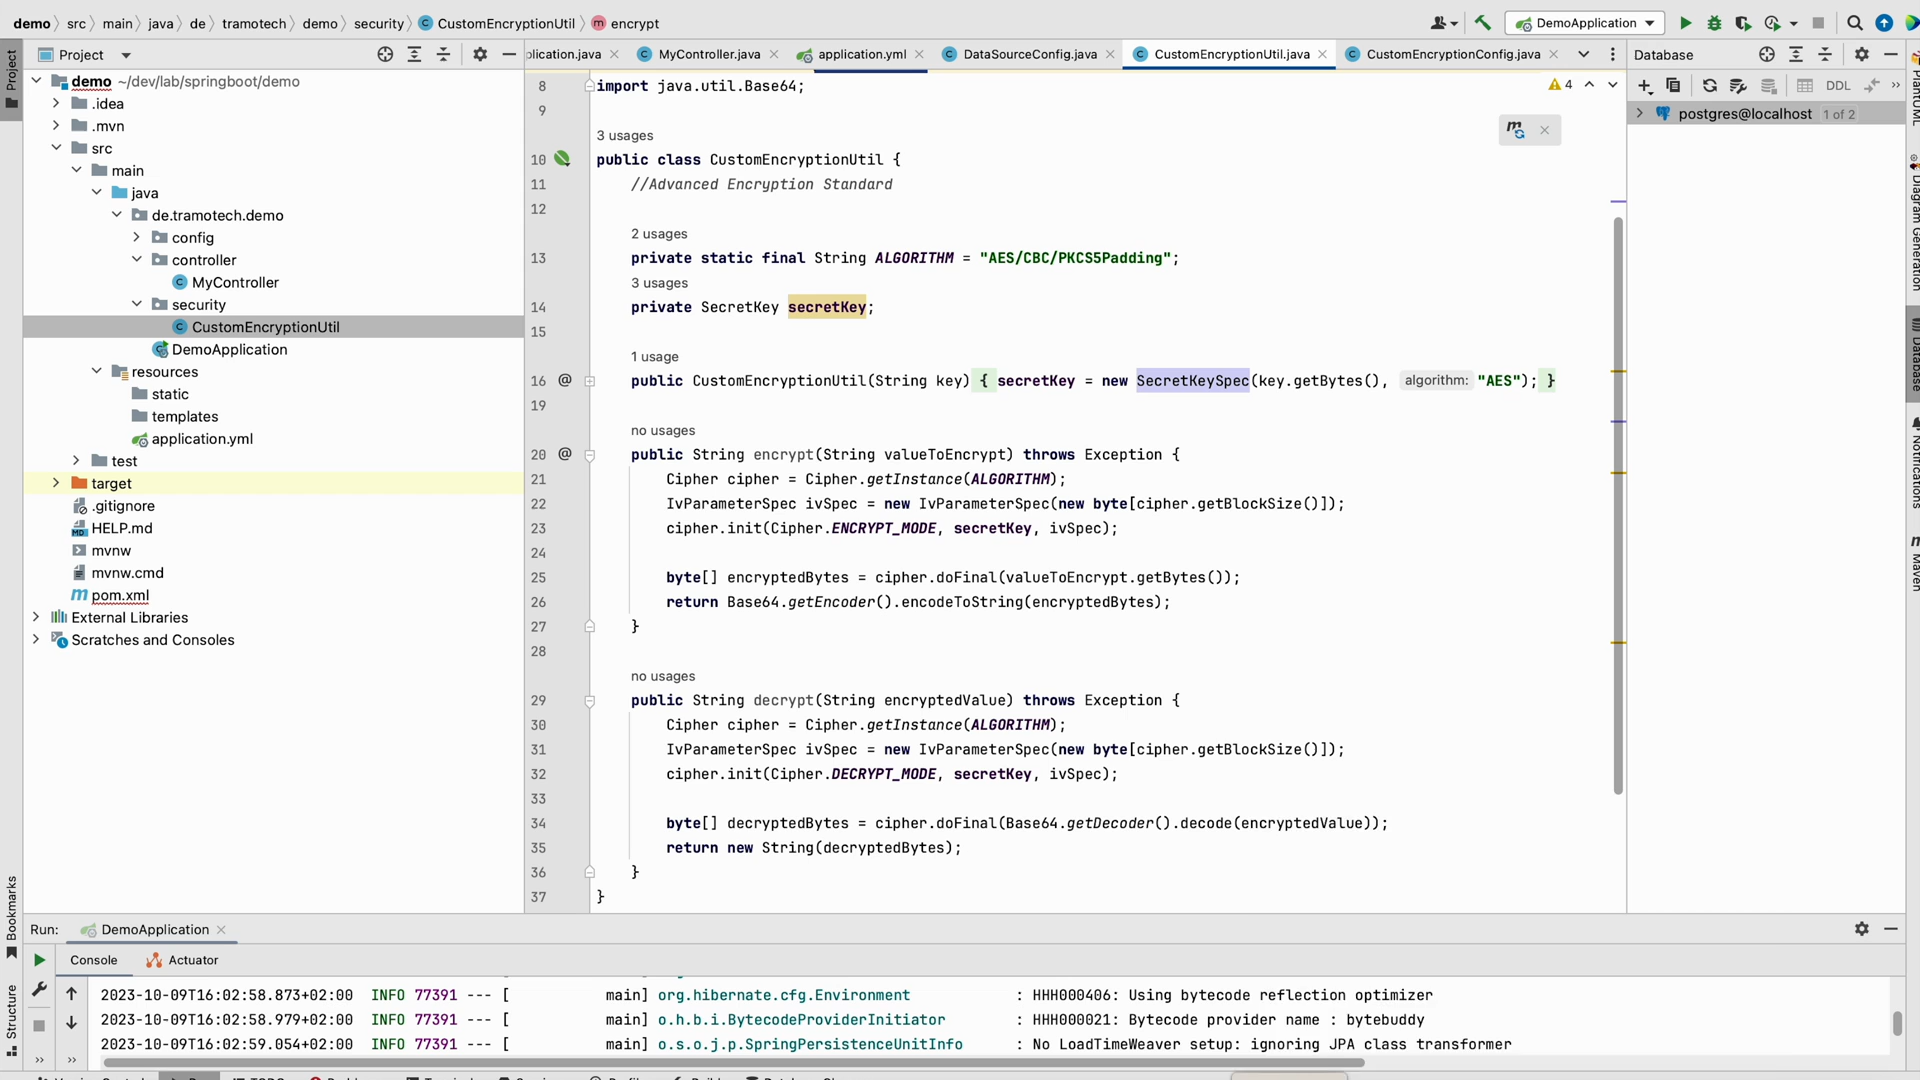 demo 〉 src 〉 main 〉 java 〉 de 〉 tramotech 〉 demo 〉 security 〉 CustomEncryptionUtil 〉 encrypt
DemoApplication
Project
plication.java
MyController.java
application.yml
DataSourceConfig.java
CustomEncryptionUtil.java
CustomEncryptionConfig.java
Database
DDL
postgres@localhost 1 of 2
demo ~/dev/lab/springboot/demo
.idea
.mvn
src
main
java
de.tramotech.demo
config
controller
MyController
security
CustomEncryptionUtil
DemoApplication
resources
static
templates
application.yml
test
target
.gitignore
HELP.md
mvnw
mvnw.cmd
pom.xml
External Libraries
Scratches and Consoles
4
8 import java.util.Base64;
9
3 usages
10 public class CustomEncryptionUtil {
11 //Advanced Encryption Standard
12
2 usages
13 private static final String ALGORITHM = "AES/CBC/PKCS5Padding";
3 usages
14 private SecretKey secretKey;
15
1 usage
16 @ public CustomEncryptionUtil(String key) { secretKey = new SecretKeySpec(key.getBytes(), algorithm: "AES"); }
19
no usages
20 @ public String encrypt(String valueToEncrypt) throws Exception {
21 Cipher cipher = Cipher.getInstance(ALGORITHM);
22 IvParameterSpec ivSpec = new IvParameterSpec(new byte[cipher.getBlockSize()]);
23 cipher.init(Cipher.ENCRYPT_MODE, secretKey, ivSpec);
24
25 byte[] encryptedBytes = cipher.doFinal(valueToEncrypt.getBytes());
26 return Base64.getEncoder().encodeToString(encryptedBytes);
27 }
28
no usages
29 public String decrypt(String encryptedValue) throws Exception {
30 Cipher cipher = Cipher.getInstance(ALGORITHM);
31 IvParameterSpec ivSpec = new IvParameterSpec(new byte[cipher.getBlockSize()]);
32 cipher.init(Cipher.DECRYPT_MODE, secretKey, ivSpec);
33
34 byte[] decryptedBytes = cipher.doFinal(Base64.getDecoder().decode(encryptedValue));
35 return new String(decryptedBytes);
36 }
37 }
Project
Bookmarks
Structure
PlantUML
Diagram Generation
Database
Notifications
Maven
Run: DemoApplication
Console
Actuator
2023-10-09T16:02:58.873+02:00 INFO 77391 --- [ main] org.hibernate.cfg.Environment : HHH000406: Using bytecode reflection optimizer
2023-10-09T16:02:58.979+02:00 INFO 77391 --- [ main] o.h.b.i.BytecodeProviderInitiator : HHH000021: Bytecode provider name : bytebuddy
2023-10-09T16:02:59.054+02:00 INFO 77391 --- [ main] o.s.o.j.p.SpringPersistenceUnitInfo : No LoadTimeWeaver setup: ignoring JPA class transformer